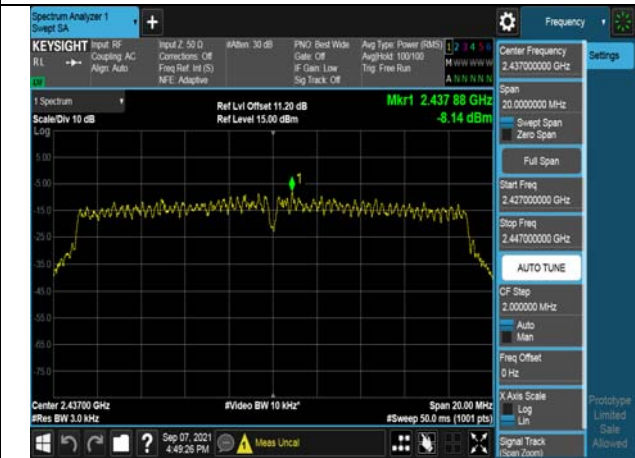 Spectrum Analyzer 1
Swept SA
+
Frequency
KEYSIGHT
RL
Input: RF
Coupling: AC
Align: Auto
Input Z: 50 Ω
Corrections: Off
Freq Ref: Int (S)
NFE: Adaptive
#Atten: 30 dB
PNO: Best Wide
Gate: Off
IF Gain: Low
Sig Track: Off
Avg Type: Power (RMS)
Avg|Hold: 100/100
Trig: Free Run
1 2 3 4 5 6
M W W W W W
A N N N N N
1 Spectrum
Scale/Div 10 dB
Log
Ref Lvl Offset 11.20 dB
Ref Level 15.00 dBm
Mkr1 2.437 88 GHz
-8.14 dBm
1
5.00
-5.00
-15.0
-25.0
-35.0
-45.0
-55.0
-65.0
-75.0
Center 2.43700 GHz
#Res BW 3.0 kHz
#Video BW 10 kHz*
Span 20.00 MHz
#Sweep 50.0 ms (1001 pts)
?
Sep 07, 2021
4:49:26 PM
Meas Uncal
Center Frequency
2.437000000 GHz
Settings
Span
20.0000000 MHz
Swept Span
Zero Span
Full Span
Start Freq
2.427000000 GHz
Stop Freq
2.447000000 GHz
AUTO TUNE
CF Step
2.000000 MHz
Auto
Man
Freq Offset
0 Hz
X Axis Scale
Log
Lin
Signal Track
(Span Zoom)
Prototype
Limited
Sale
Allowed